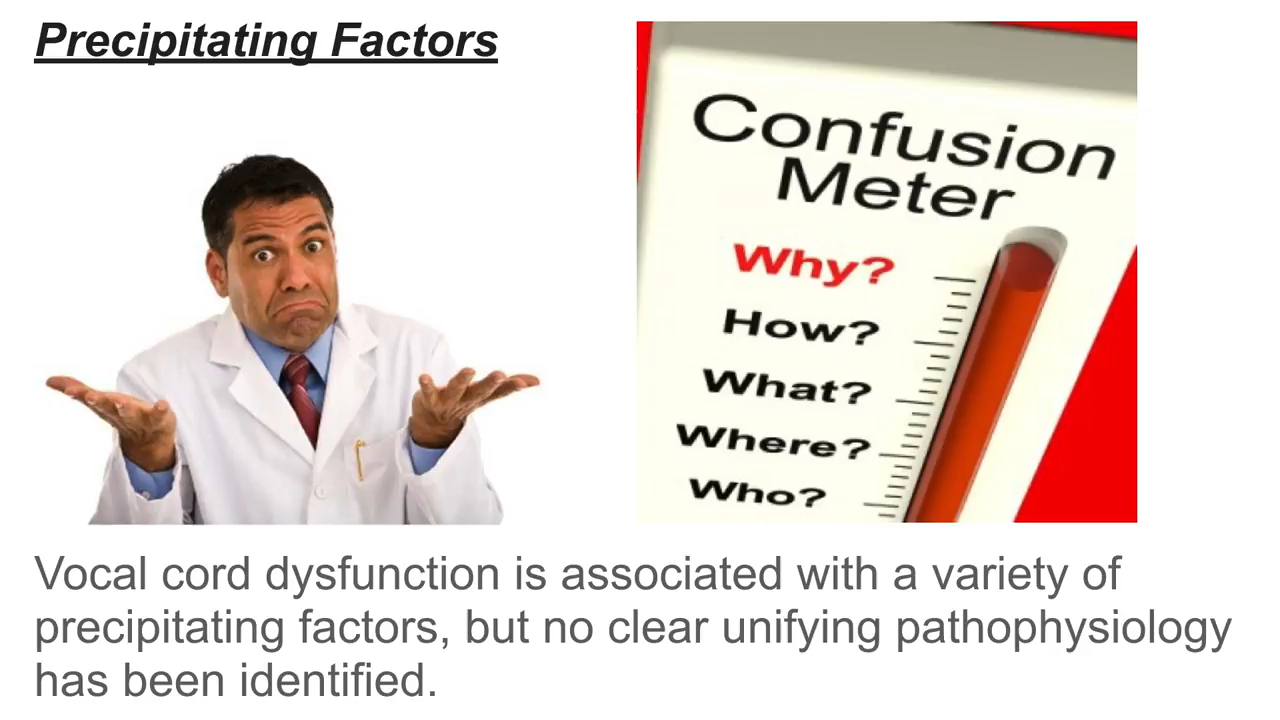 Precipitating Factors
Confusion
Meter
Why?
How?
What?
Where?
Who?
Vocal cord dysfunction is associated with a variety of
precipitating factors, but no clear unifying pathophysiology
has been identified.